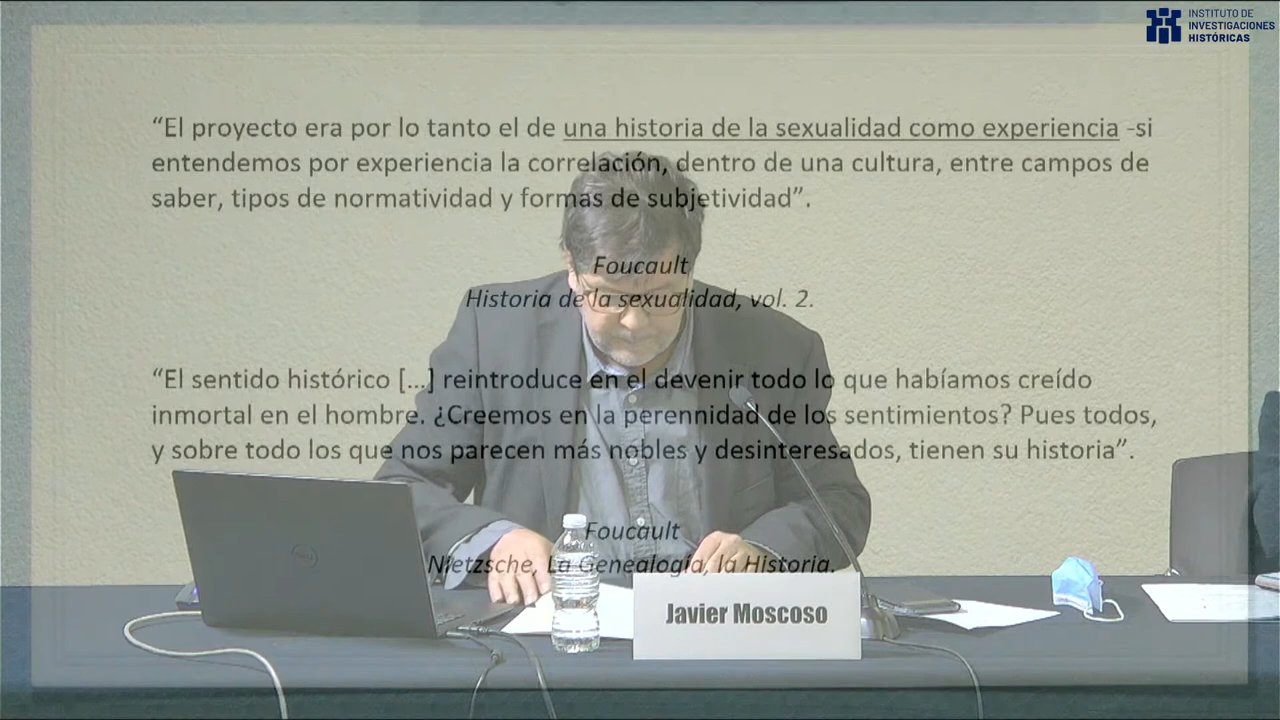 INSTITUTO DE
INVESTIGACIONES
HISTÓRICAS
“El proyecto era por lo tanto el de una historia de la sexualidad como experiencia -si
entendemos por experiencia la correlación, dentro de una cultura, entre campos de
saber, tipos de normatividad y formas de subjetividad”.
Foucault
Historia de la sexualidad, vol. 2.
“El sentido histórico [...] reintroduce en el devenir todo lo que habíamos creído
inmortal en el hombre. ¿Creemos en la perennidad de los sentimientos? Pues todos,
y sobre todo los que nos parecen más nobles y desinteresados, tienen su historia”.
Foucault
Nietzsche, La Genealogía, la Historia.
Javier Moscoso